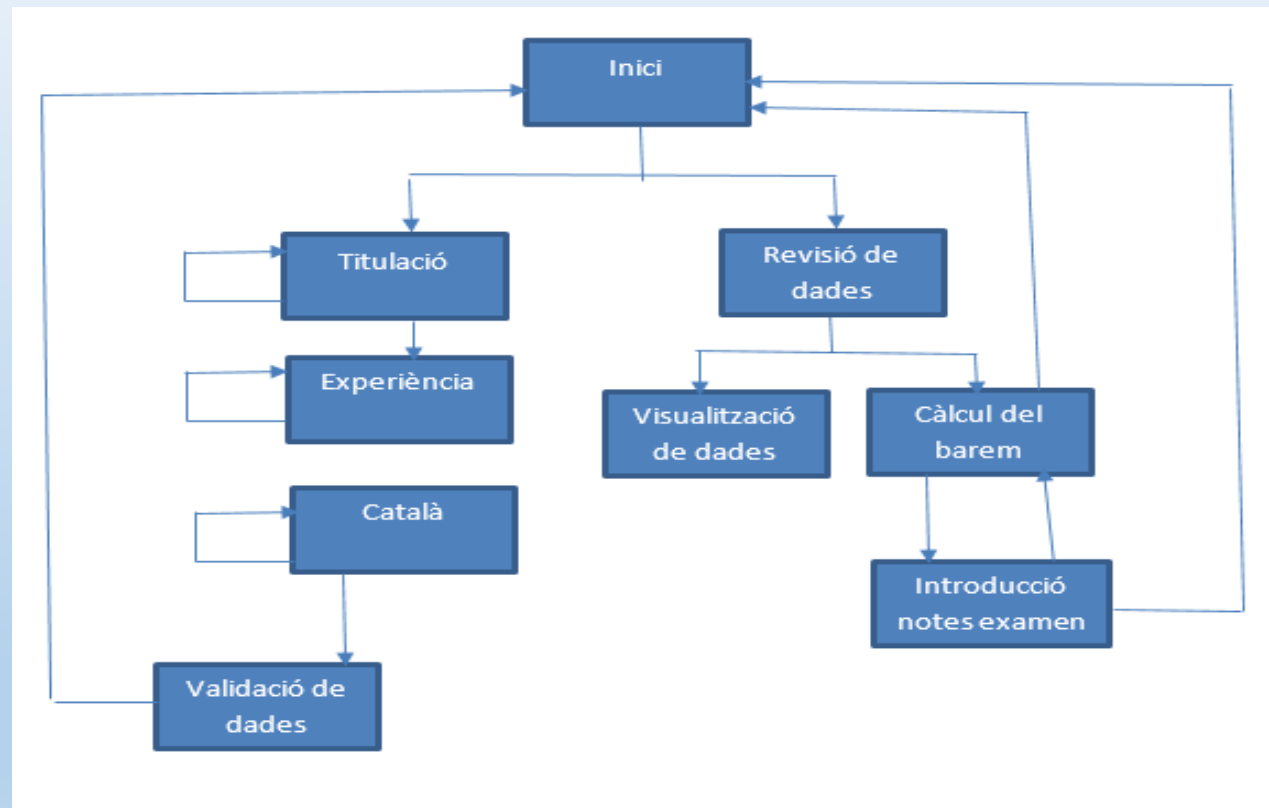 Inici
Titulació
Revisió de
dades
Experiència
Visualització
de dades
Càlcul del
barem
Català
Introducció
notes examen
Validació de
dades